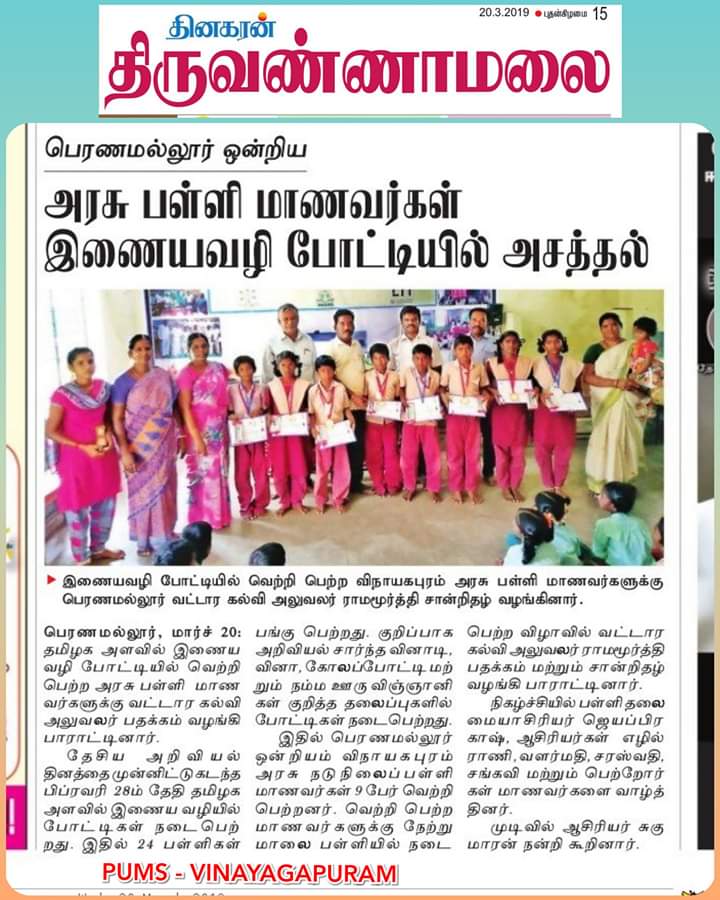 தினகரன்
20.3.2019 ● புதன்கிழமை 15
திருவண்ணாமலை
பெரணமல்லூர் ஒன்றிய
அரசு பள்ளி மாணவர்கள்
இணையவழி போட்டியில் அசத்தல்
இணையவழி போட்டியில் வெற்றி பெற்ற விநாயகபுரம் அரசு பள்ளி மாணவர்களுக்கு
பெரணமல்லூர் வட்டார கல்வி அலுவலர் ராமமூர்த்தி சான்றிதழ் வழங்கினார்.
பெரணமல்லூர், மார்ச் 20:
தமிழக அளவில் இணைய
வழி போட்டியில் வெற்றி
பெற்ற அரசு பள்ளி மாண
வர்களுக்கு வட்டார கல்வி
அலுவலர் பதக்கம் வழங்கி
பாராட்டினார்.
தேசிய அறிவியல்
தினத்தை முன்னிட்டு கடந்த
பிப்ரவரி 28ம் தேதி தமிழக
அளவில் இணைய வழியில்
போட்டிகள் நடைபெற்
றது. இதில் 24 பள்ளிகள்
பங்கு பெற்றது. குறிப்பாக
அறிவியல் சார்ந்த வினாடி,
வினா, கோலப்போட்டி மற்
றும் நம்ம ஊரு விஞ்ஞானி
கள் குறித்த தலைப்புகளில்
போட்டிகள் நடைபெற்றது.
இதில் பெரணமல்லூர்
ஒன்றியம் விநாயகபுரம்
அரசு நடுநிலைப்பள்ளி
மாணவர்கள் 9 பேர் வெற்றி
பெற்றனர். வெற்றி பெற்ற
மாணவர்களுக்கு நேற்று
மாலை பள்ளியில் நடை
பெற்ற விழாவில் வட்டார
கல்வி அலுவலர் ராமமூர்த்தி
பதக்கம் மற்றும் சான்றிதழ்
வழங்கி பாராட்டினார்.
நிகழ்ச்சியில் பள்ளி தலை
மையாசிரியர் ஜெயப்பிர
காஷ், ஆசிரியர்கள் எழில்
ராணி, வளர்மதி, சரஸ்வதி,
சங்கவி மற்றும் பெற்றோர்
கள் மாணவர்களை வாழ்த்
தினர்.
முடிவில் ஆசிரியர் சுகு
மாரன் நன்றி கூறினார்.
PUMS - VINAYAGAPURAM